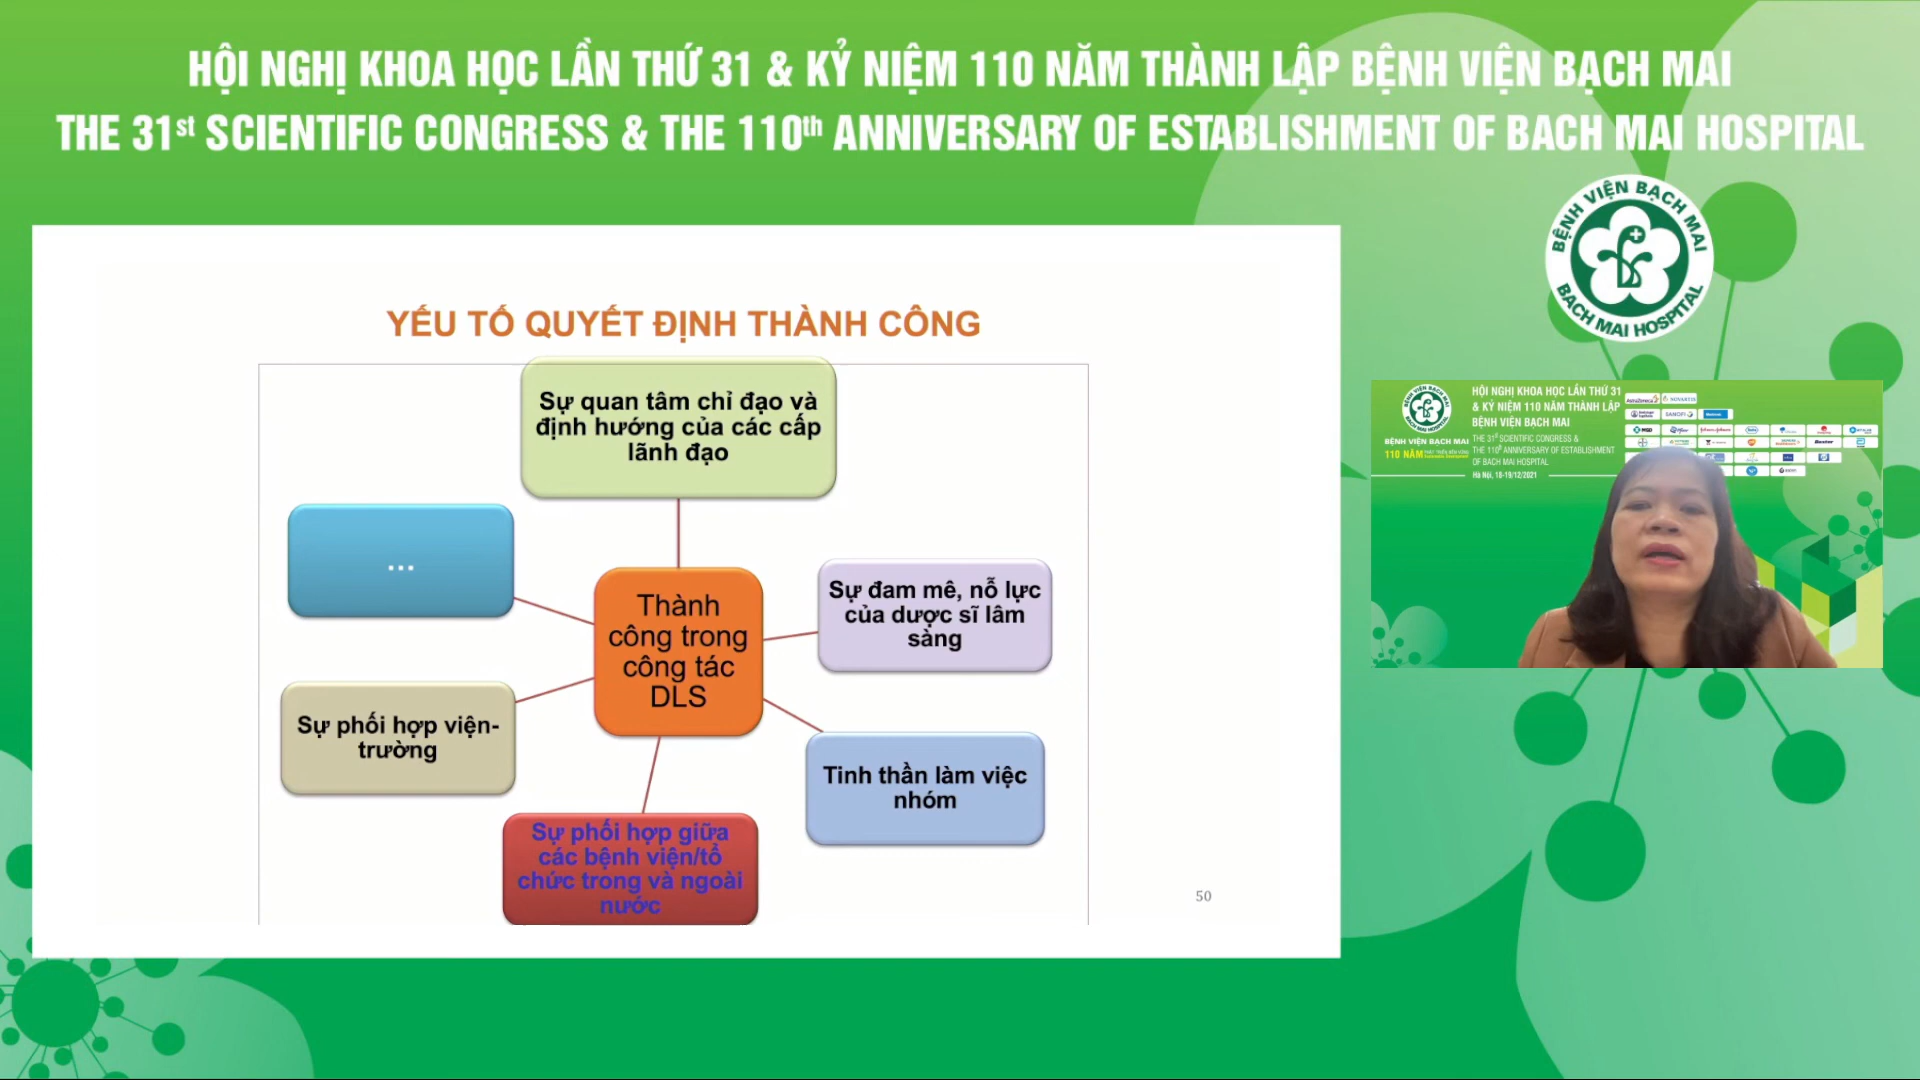 HỘI NGHỊ KHOA HỌC LẦN THỨ 31 & KỶ NIỆM 110 NĂM THÀNH LẬP BỆNH VIỆN BẠCH MAI
THE 31st SCIENTIFIC CONGRESS & THE 110th ANNIVERSARY OF ESTABLISHMENT OF BACH MAI HOSPITAL
BỆNH VIỆN BẠCH MAI
BACH MAI HOSPITAL
YẾU TỐ QUYẾT ĐỊNH THÀNH CÔNG
Sự quan tâm chỉ đạo và
định hướng của các cấp
lãnh đạo
...
Sự đam mê, nỗ lực
của dược sĩ lâm
sàng
Thành
công trong
công tác
DLS
Sự phối hợp viện-
trường
Tinh thần làm việc
nhóm
Sự phối hợp giữa
các bệnh viện/tổ
chức trong và ngoài
nước
50
HỘI NGHỊ KHOA HỌC LẦN THỨ 31
& KỶ NIỆM 110 NĂM THÀNH LẬP
BỆNH VIỆN BẠCH MAI
THE 31st SCIENTIFIC CONGRESS &
THE 110th ANNIVERSARY OF ESTABLISHMENT
OF BACH MAI HOSPITAL
Hà Nội, 18-19/12/2021
BỆNH VIỆN BẠCH MAI
110 NĂM
AstraZeneca
NOVARTIS
SANOFI
MSD
Pfizer
Baxter